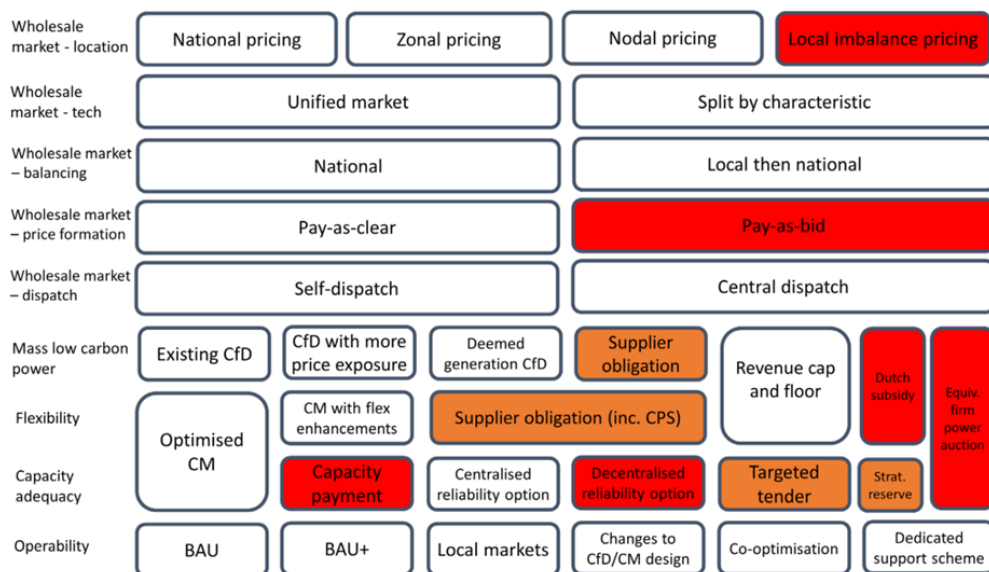 Wholesale
market - location
National pricing
Zonal pricing
Nodal pricing
Local imbalance pricing
Wholesale
market - tech
Unified market
Split by characteristic
Wholesale market
– balancing
National
Local then national
Wholesale market
– price formation
Pay-as-clear
Pay-as-bid
Wholesale market
– dispatch
Self-dispatch
Central dispatch
Mass low carbon
power
Existing CfD
CfD with more
price exposure
Deemed
generation CfD
Supplier
obligation
Revenue cap
and floor
Dutch
subsidy
Equiv.
firm
power
auction
Flexibility
Optimised
CM
CM with flex
enhancements
Supplier obligation (inc. CPS)
Capacity
adequacy
Capacity
payment
Centralised
reliability option
Decentralised
reliability option
Targeted
tender
Strat.
reserve
Operability
BAU
BAU+
Local markets
Changes to
CfD/CM design
Co-optimisation
Dedicated
support scheme